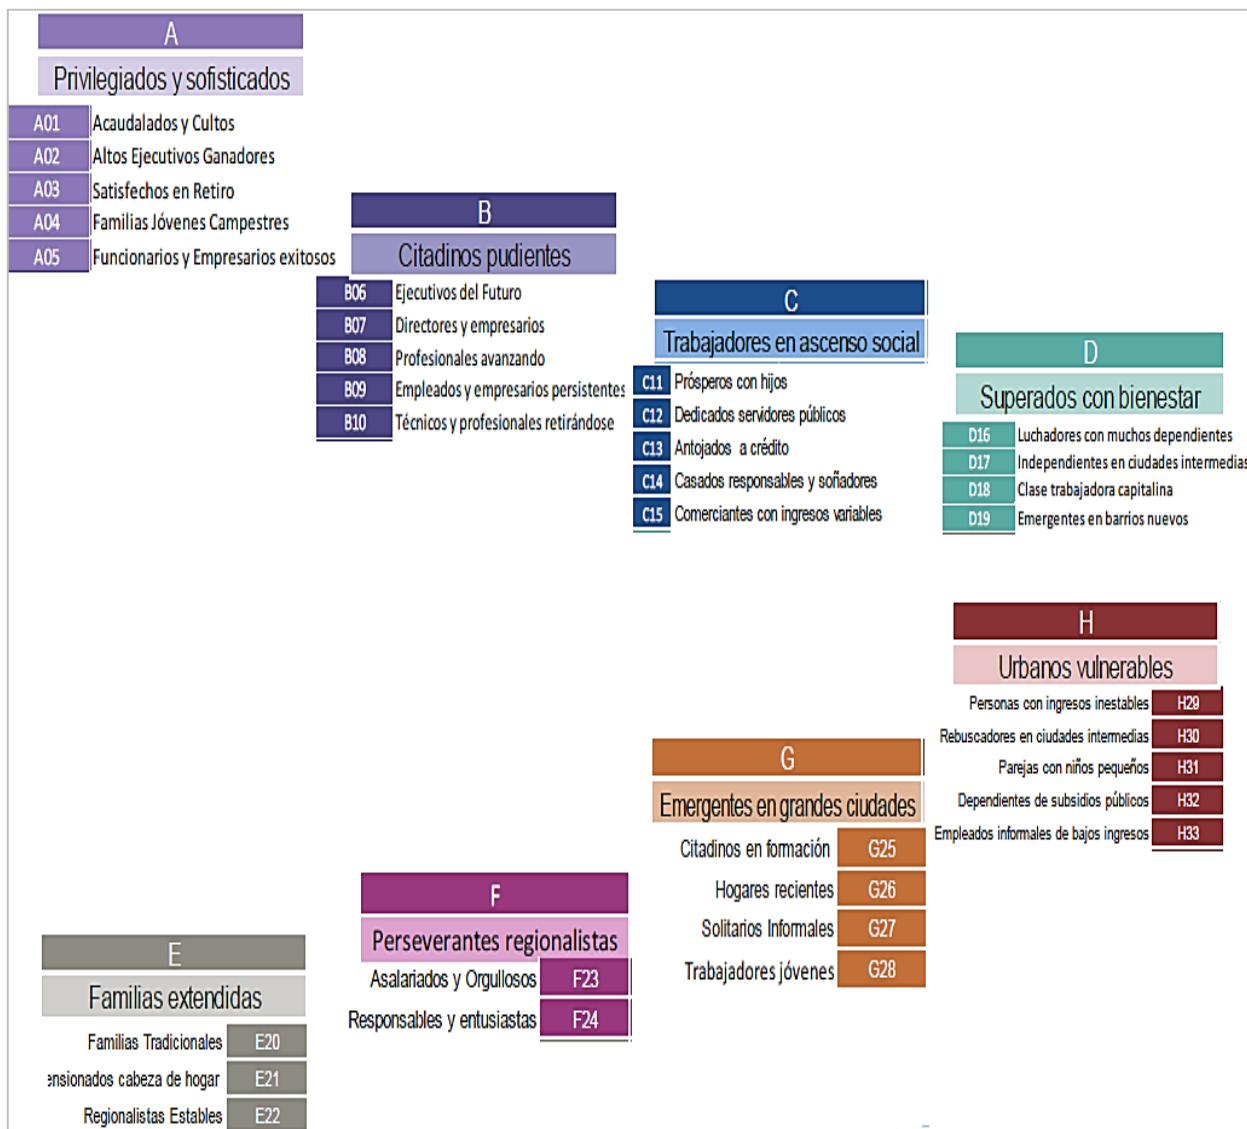 A
Privilegiados y sofisticados
A01 Acaudalados y Cultos
A02 Altos Ejecutivos Ganadores
A03 Satisfechos en Retiro
A04 Familias Jóvenes Campestres
A05 Funcionarios y Empresarios exitosos
B
Citadinos pudientes
B06 Ejecutivos del Futuro
B07 Directores y empresarios
B08 Profesionales avanzando
B09 Empleados y empresarios persistentes
B10 Técnicos y profesionales retirándose
C
Trabajadores en ascenso social
C11 Prósperos con hijos
C12 Dedicados servidores públicos
C13 Antojados a crédito
C14 Casados responsables y soñadores
C15 Comerciantes con ingresos variables
D
Superados con bienestar
D16 Luchadores con muchos dependientes
D17 Independientes en ciudades intermedias
D18 Clase trabajadora capitalina
D19 Emergentes en barrios nuevos
E
Familias extendidas
Familias Tradicionales E20
ensionados cabeza de hogar E21
Regionalistas Estables E22
F
Perseverantes regionalistas
Asalariados y Orgullosos F23
Responsables y entusiastas F24
G
Emergentes en grandes ciudades
Citadinos en formación G25
Hogares recientes G26
Solitarios Informales G27
Trabajadores jóvenes G28
H
Urbanos vulnerables
Personas con ingresos inestables H29
Rebuscadores en ciudades intermedias H30
Parejas con niños pequeños H31
Dependientes de subsidios públicos H32
Empleados informales de bajos ingresos H33